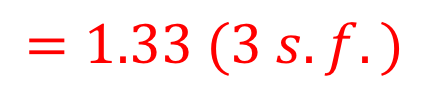 = 1.33 (3 s.f.)